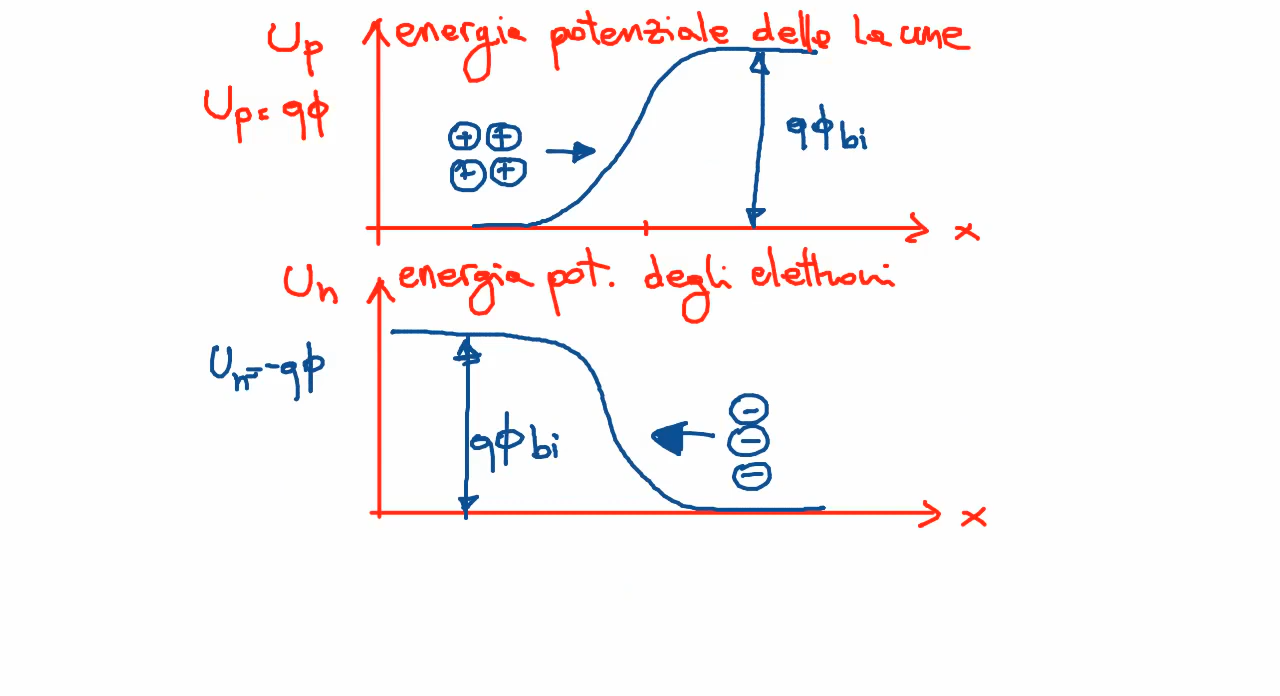 Up energia potenziale delle lacune
Up = qϕ
+ +
+ +
qϕbi
x
Un energia pot. degli elettroni
Un = -qϕ
qϕbi
-
-
-
x